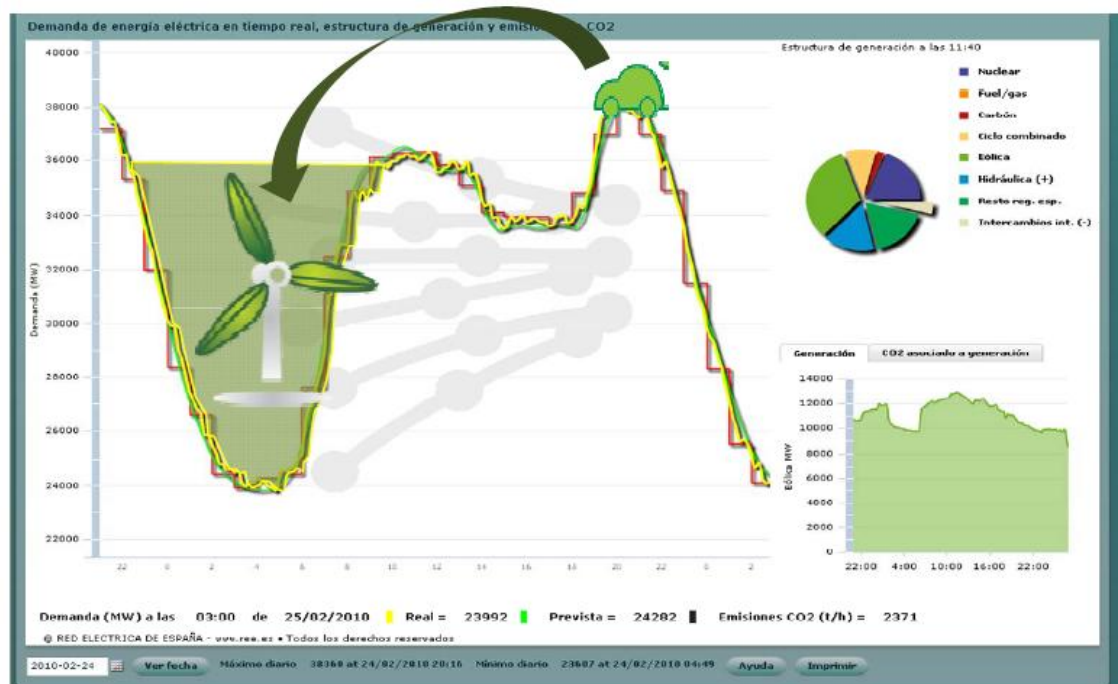 Demanda de energía eléctrica en tiempo real, estructura de generación y emisiones CO2
Estructura de generación a las 11:40
Nuclear
Fuel/gas
Carbón
Ciclo combinado
Eólica
Hidráulica (+)
Resto reg. esp.
Intercambios int. (-)
Demanda (MW)
40000
38000
36000
34000
32000
30000
28000
26000
24000
22000
22 0 2 4 6 8 10 12 14 16 18 20 22 0 2
Generación CO2 asociado a generación
Eólica MW
14000
12000
10000
8000
6000
4000
2000
0
22:00 4:00 10:00 16:00 22:00
Demanda (MW) a las 03:00 de 25/02/2010 Real = 23992 Prevista = 24282 Emisiones CO2 (t/h) = 2371
© RED ELECTRICA DE ESPAÑA - www.ree.es • Todos los derechos reservados
2010-02-24 Ver fecha Máximo diario 38360 at 24/02/2010 20:16 Mínimo diario 23607 at 24/02/2010 04:49 Ayuda Imprimir